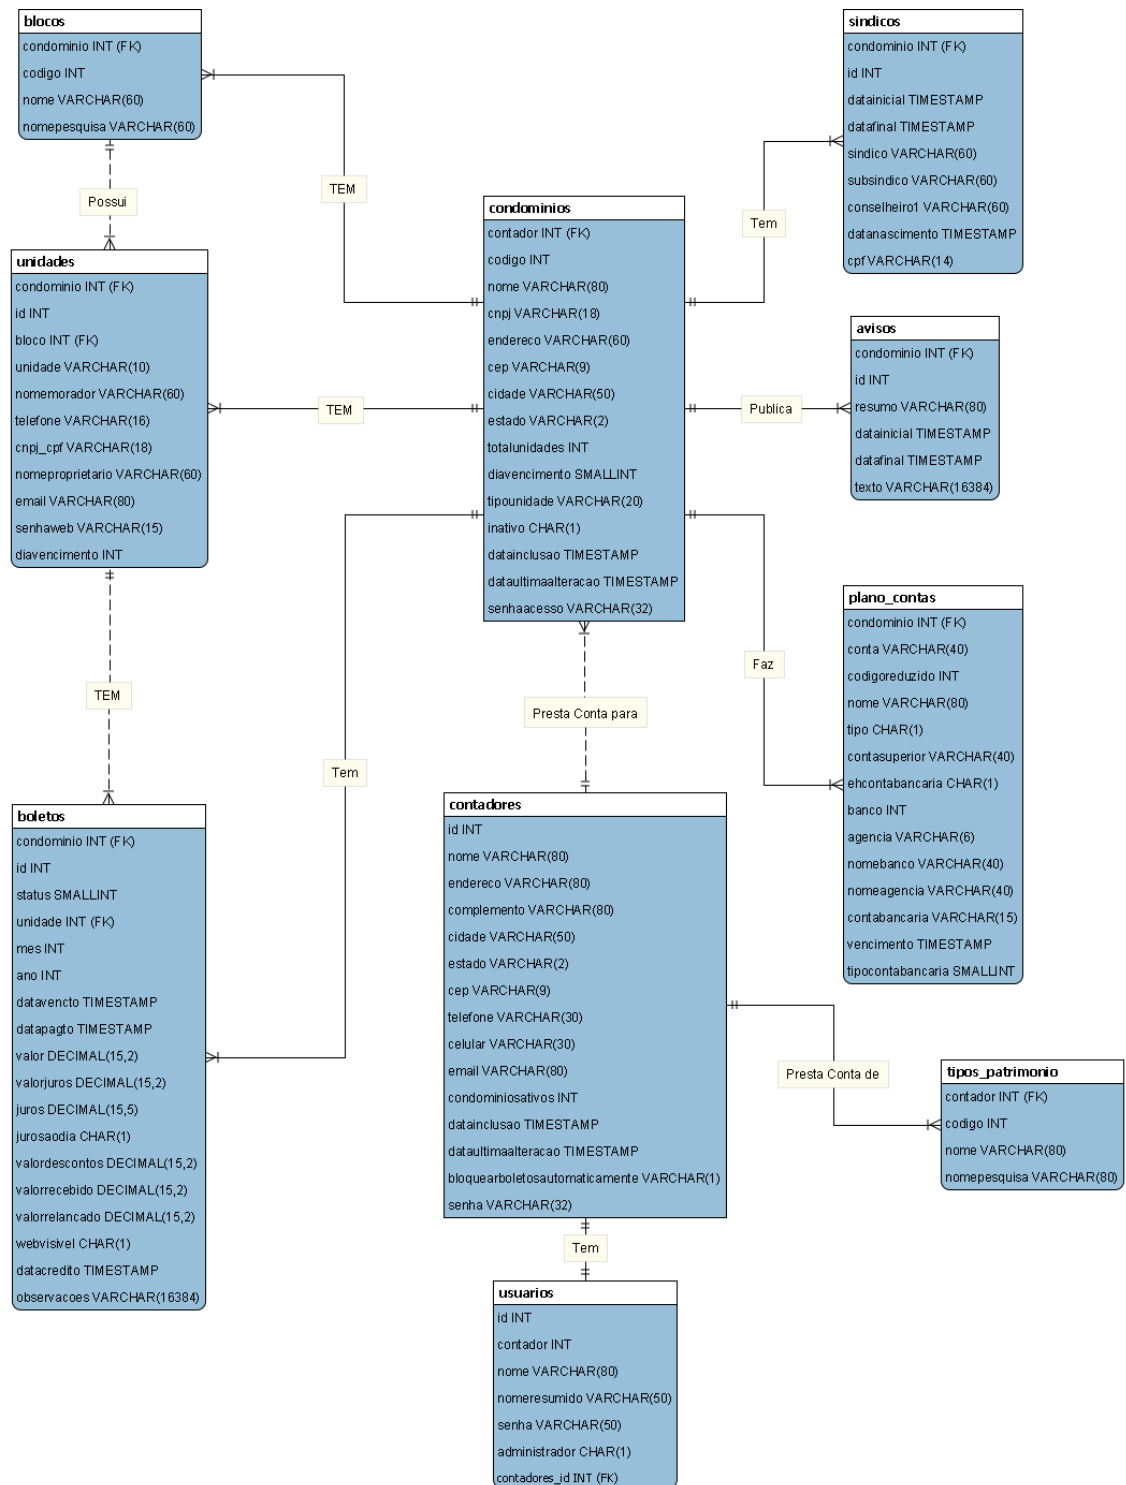 blocos
condominio INT (FK)
codigo INT
nome VARCHAR(60)
nomepesquisa VARCHAR(60)
Possui
unidades
condominio INT (FK)
id INT
bloco INT (FK)
unidade VARCHAR(10)
nomemorador VARCHAR(60)
telefone VARCHAR(16)
cnpj_cpf VARCHAR(18)
nomeproprietario VARCHAR(60)
email VARCHAR(80)
senhaweb VARCHAR(15)
diavencimento INT
TEM
boletos
condominio INT (FK)
id INT
status SMALLINT
unidade INT (FK)
mes INT
ano INT
datavencto TIMESTAMP
datapagto TIMESTAMP
valor DECIMAL(15,2)
valorjuros DECIMAL(15,2)
juros DECIMAL(15,5)
jurosaodia CHAR(1)
valordescontos DECIMAL(15,2)
valorrecebido DECIMAL(15,2)
valorrelancado DECIMAL(15,2)
webvisivel CHAR(1)
datacredito TIMESTAMP
observacoes VARCHAR(16384)
TEM
TEM
Tem
condominios
contador INT (FK)
codigo INT
nome VARCHAR(80)
cnpj VARCHAR(18)
endereco VARCHAR(60)
cep VARCHAR(9)
cidade VARCHAR(50)
estado VARCHAR(2)
totalunidades INT
diavencimento SMALLINT
tipounidade VARCHAR(20)
inativo CHAR(1)
datainclusao TIMESTAMP
dataultimaalteracao TIMESTAMP
senhaacesso VARCHAR(32)
Presta Conta para
contadores
id INT
nome VARCHAR(80)
endereco VARCHAR(80)
complemento VARCHAR(80)
cidade VARCHAR(50)
estado VARCHAR(2)
cep VARCHAR(9)
telefone VARCHAR(30)
celular VARCHAR(30)
email VARCHAR(80)
condominiosativos INT
datainclusao TIMESTAMP
dataultimaalteracao TIMESTAMP
bloquearboletosautomaticamente VARCHAR(1)
senha VARCHAR(32)
Tem
usuarios
id INT
contador INT
nome VARCHAR(80)
nomeresumido VARCHAR(50)
senha VARCHAR(50)
administrador CHAR(1)
contadores_id INT (FK)
Tem
Publica
Faz
Presta Conta de
sindicos
condominio INT (FK)
id INT
datainicial TIMESTAMP
datafinal TIMESTAMP
sindico VARCHAR(60)
subsindico VARCHAR(60)
conselheiro1 VARCHAR(60)
datanascimento TIMESTAMP
cpf VARCHAR(14)
avisos
condominio INT (FK)
id INT
resumo VARCHAR(80)
datainicial TIMESTAMP
datafinal TIMESTAMP
texto VARCHAR(16384)
plano_contas
condominio INT (FK)
conta VARCHAR(40)
codigoreduzido INT
nome VARCHAR(80)
tipo CHAR(1)
contasuperior VARCHAR(40)
ehcontabancaria CHAR(1)
banco INT
agencia VARCHAR(6)
nomebanco VARCHAR(40)
nomeagencia VARCHAR(40)
contabancaria VARCHAR(15)
vencimento TIMESTAMP
tipocontabancaria SMALLINT
tipos_patrimonio
contador INT (FK)
codigo INT
nome VARCHAR(80)
nomepesquisa VARCHAR(80)